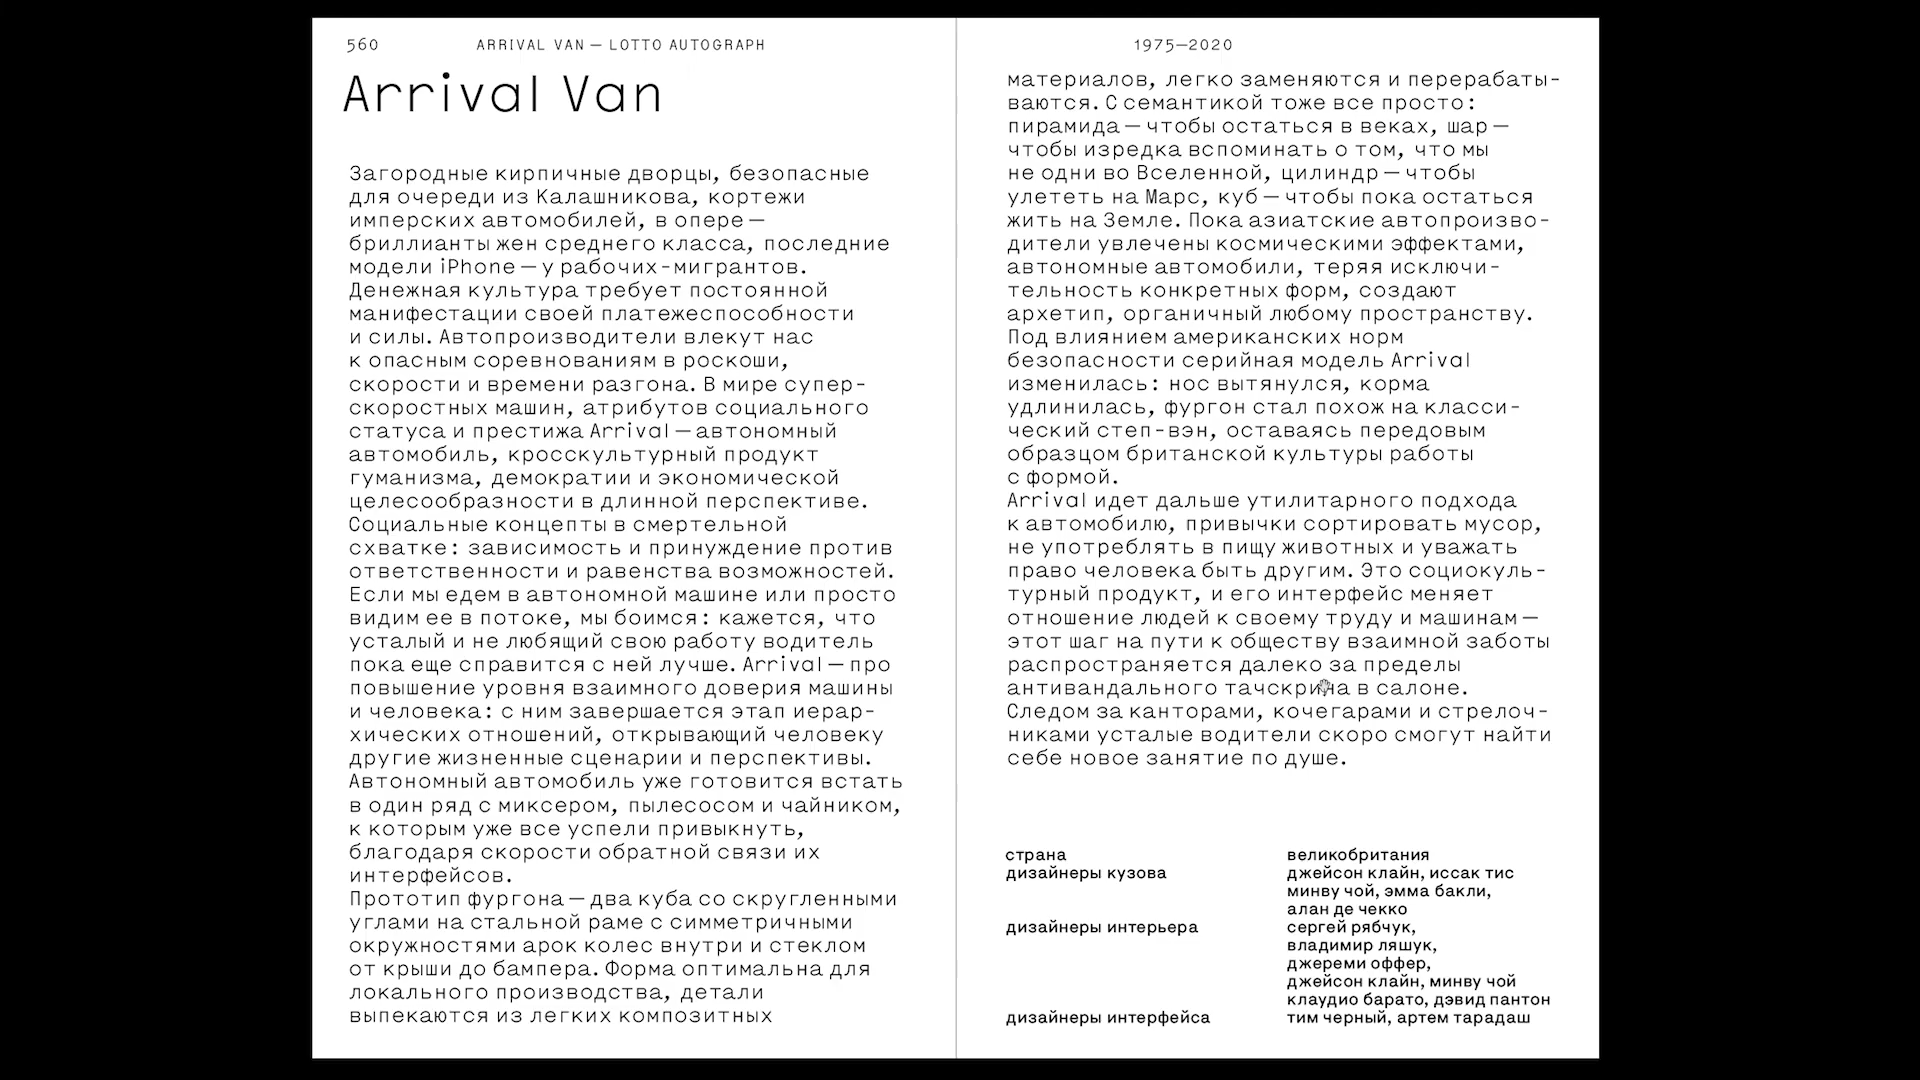 560
ARRIVAL VAN — LOTTO AUTOGRAPH
Arrival Van
Загородные кирпичные дворцы, безопасные
для очереди из Калашникова, кортежи
имперских автомобилей, в опере —
бриллианты жен среднего класса, последние
модели iPhone — у рабочих-мигрантов.
Денежная культура требует постоянной
манифестации своей платежеспособности
и силы. Автопроизводители влекут нас
к опасным соревнованиям в роскоши,
скорости и времени разгона. В мире супер-
скоростных машин, атрибутов социального
статуса и престижа Arrival — автономный
автомобиль, кросскультурный продукт
гуманизма, демократии и экономической
целесообразности в длинной перспективе.
Социальные концепты в смертельной
схватке: зависимость и принуждение против
ответственности и равенства возможностей.
Если мы едем в автономной машине или просто
видим ее в потоке, мы боимся: кажется, что
усталый и не любящий свою работу водитель
пока еще справится с ней лучше. Arrival — про
повышение уровня взаимного доверия машины
и человека: с ним завершается этап иерар-
хических отношений, открывающий человеку
другие жизненные сценарии и перспективы.
Автономный автомобиль уже готовится встать
в один ряд с миксером, пылесосом и чайником,
к которым уже все успели привыкнуть,
благодаря скорости обратной связи их
интерфейсов.
Прототип фургона — два куба со скругленными
углами на стальной раме с симметричными
окружностями арок колес внутри и стеклом
от крыши до бампера. Форма оптимальна для
локального производства, детали
выпекаются из легких композитных
1975—2020
материалов, легко заменяются и перерабаты-
ваются. С семантикой тоже все просто:
пирамида — чтобы остаться в веках, шар —
чтобы изредка вспоминать о том, что мы
не одни во Вселенной, цилиндр — чтобы
улететь на Марс, куб — чтобы пока остаться
жить на Земле. Пока азиатские автопроизво-
дители увлечены космическими эффектами,
автономные автомобили, теряя исключи-
тельность конкретных форм, создают
архетип, органичный любому пространству.
Под влиянием американских норм
безопасности серийная модель Arrival
изменилась: нос вытянулся, корма
удлинилась, фургон стал похож на класси-
ческий степ-вэн, оставаясь передовым
образцом британской культуры работы
с формой.
Arrival идет дальше утилитарного подхода
к автомобилю, привычки сортировать мусор,
не употреблять в пищу животных и уважать
право человека быть другим. Это социокуль-
турный продукт, и его интерфейс меняет
отношение людей к своему труду и машинам —
этот шаг на пути к обществу взаимной заботы
распространяется далеко за пределы
антивандального тачскрина в салоне.
Следом за канторами, кочегарами и стрелоч-
никами усталые водители скоро смогут найти
себе новое занятие по душе.
страна великобритания
дизайнеры кузова джейсон клайн, иссак тис
минву чой, эмма бакли,
алан де чекко
дизайнеры интерьера сергей рябчук,
владимир ляшук,
джереми оффер,
джейсон клайн, минву чой
клаудио барато, дэвид пантон
дизайнеры интерфейса тим черный, артем тарадаш